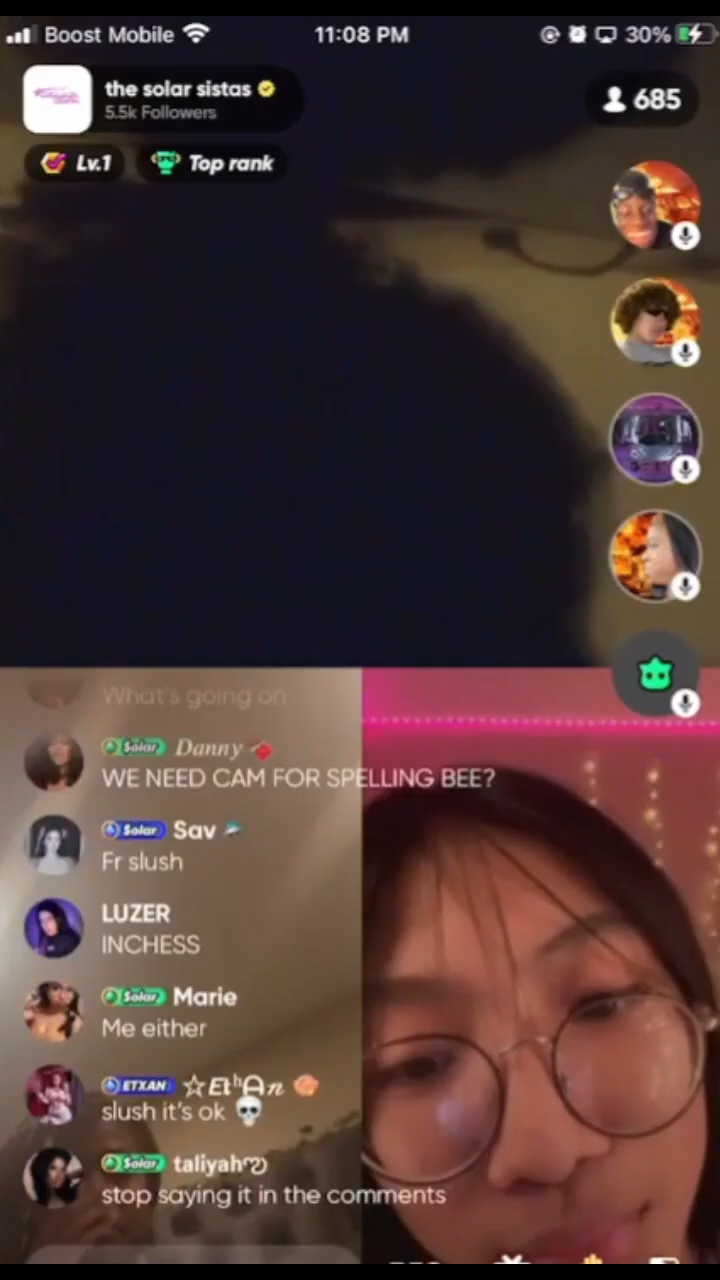 Boost Mobile
11:08 PM
30%
the solar sistas
5.5k Followers
685
Lv.1
Top rank
What's going on
Solar Danny
WE NEED CAM FOR SPELLING BEE?
Solar Sav
Fr slush
LUZER
INCHESS
Solar Marie
Me either
ETXAN ☆EtʰAn
slush it's ok 💀
Solar taliyah
stop saying it in the comments